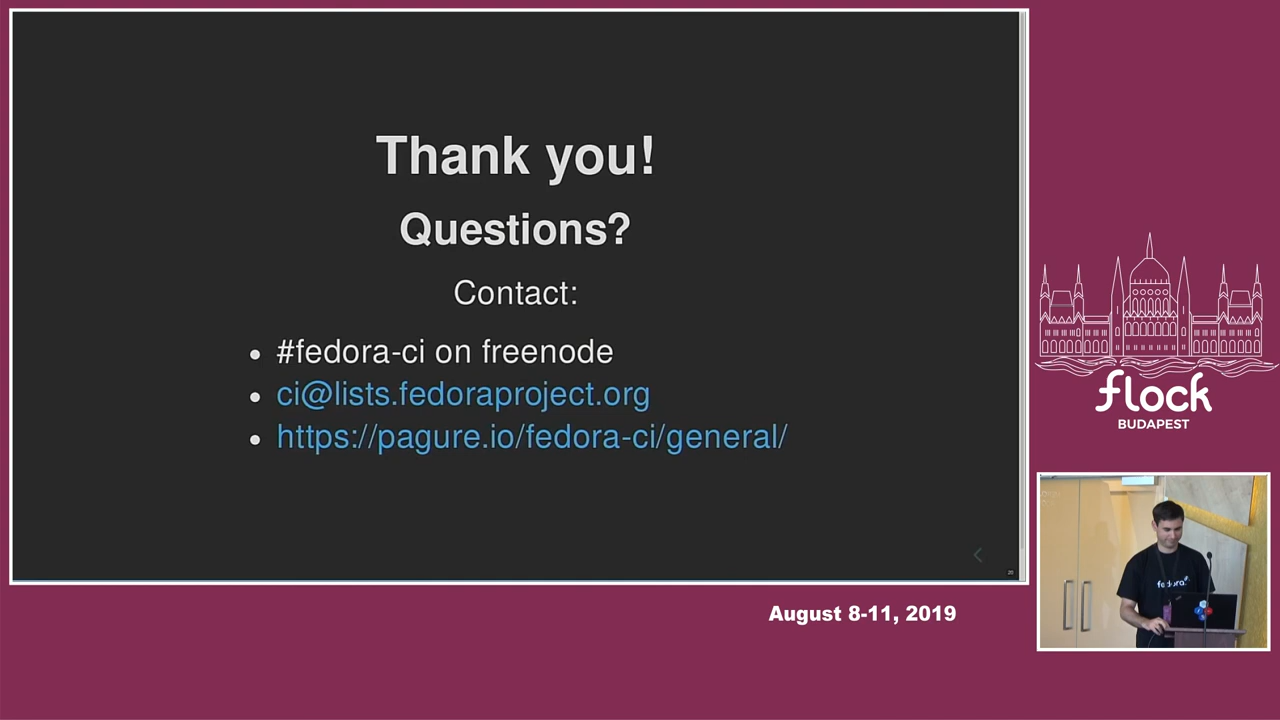 Thank you!
Questions?
Contact:
#fedora-ci on freenode
ci@lists.fedoraproject.org
https://pagure.io/fedora-ci/general/
flock
BUDAPEST
fedora
August 8-11, 2019